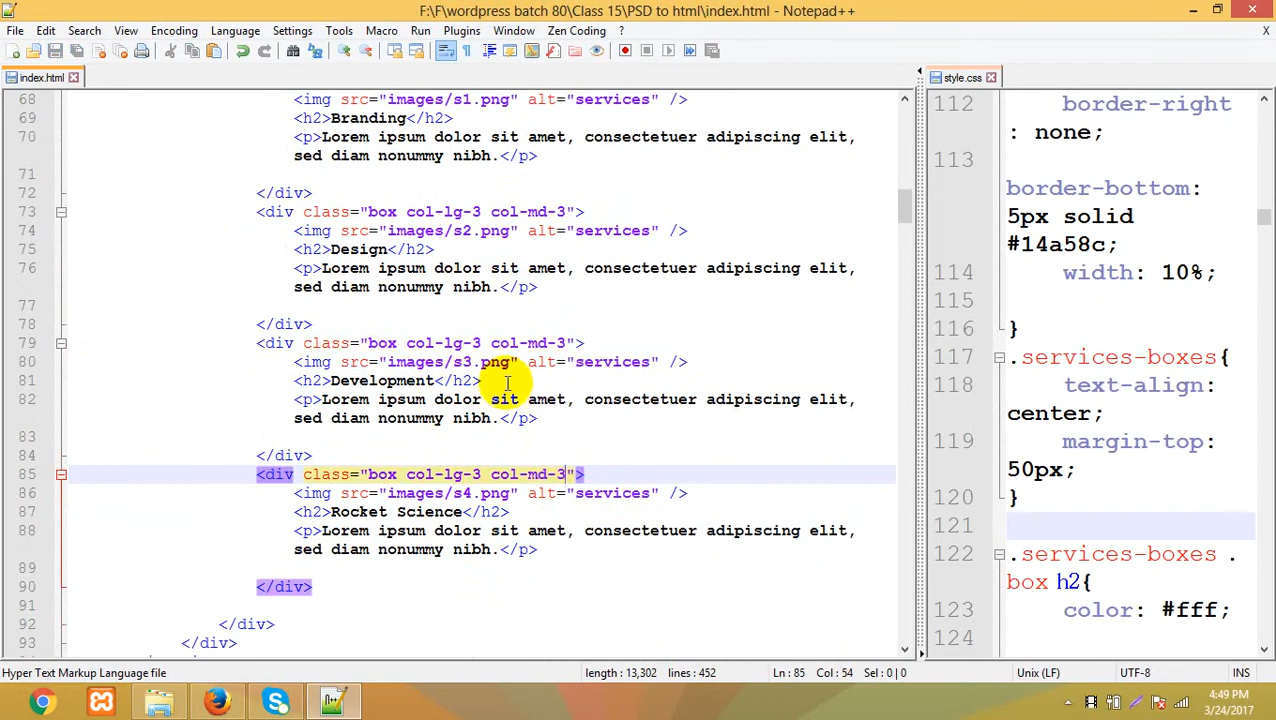 F:\F\wordpress batch 80\Class 15\PSD to html\index.html - Notepad++
File Edit Search View Encoding Language Settings Tools Macro Run Plugins Window Zen Coding ? X
index.html
68 <img src="images/s1.png" alt="services" />
69 <h2>Branding</h2>
70 <p>Lorem ipsum dolor sit amet, consectetuer adipiscing elit,
sed diam nonummy nibh.</p>
71
72 </div>
73 <div class="box col-lg-3 col-md-3">
74 <img src="images/s2.png" alt="services" />
75 <h2>Design</h2>
76 <p>Lorem ipsum dolor sit amet, consectetuer adipiscing elit,
sed diam nonummy nibh.</p>
77
78 </div>
79 <div class="box col-lg-3 col-md-3">
80 <img src="images/s3.png" alt="services" />
81 <h2>Development</h2>
82 <p>Lorem ipsum dolor sit amet, consectetuer adipiscing elit,
sed diam nonummy nibh.</p>
83
84 </div>
85 <div class="box col-lg-3 col-md-3">
86 <img src="images/s4.png" alt="services" />
87 <h2>Rocket Science</h2>
88 <p>Lorem ipsum dolor sit amet, consectetuer adipiscing elit,
sed diam nonummy nibh.</p>
89
90 </div>
91
92 </div>
93 </div>
style.css
112 border-right
: none;
113
border-bottom:
5px solid
#14a58c;
114 width: 10%;
115
116 }
117 .services-boxes{
118 text-align:
center;
119 margin-top:
50px;
120 }
121
122 .services-boxes .
box h2{
123 color: #fff;
124
Hyper Text Markup Language file length : 13,302 lines : 452 Ln : 85 Col : 54 Sel : 0 | 0 Unix (LF) UTF-8 INS
4:49 PM
3/24/2017